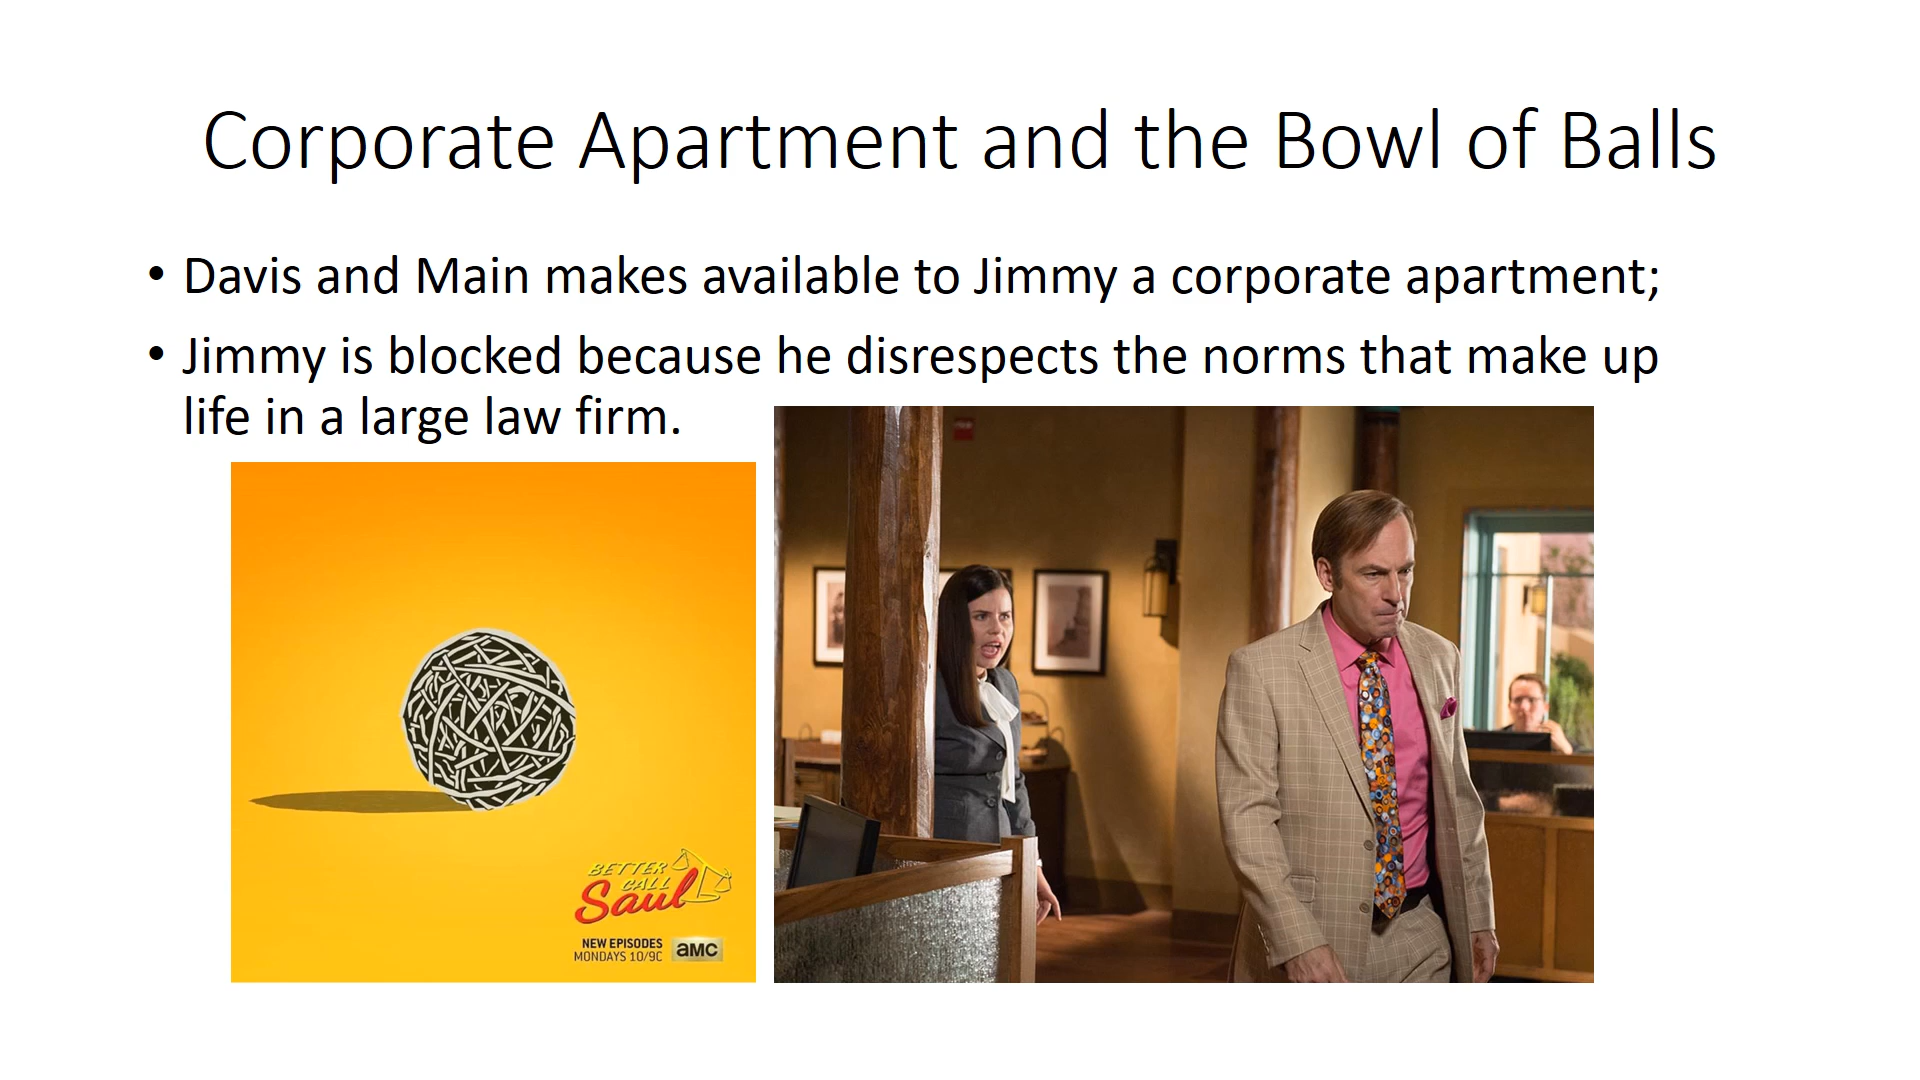 Corporate Apartment and the Bowl of Balls
• Davis and Main makes available to Jimmy a corporate apartment;
• Jimmy is blocked because he disrespects the norms that make up
life in a large law firm.
BETTER
CALL
Saul
NEW EPISODES
MONDAYS 10/9C
aMC